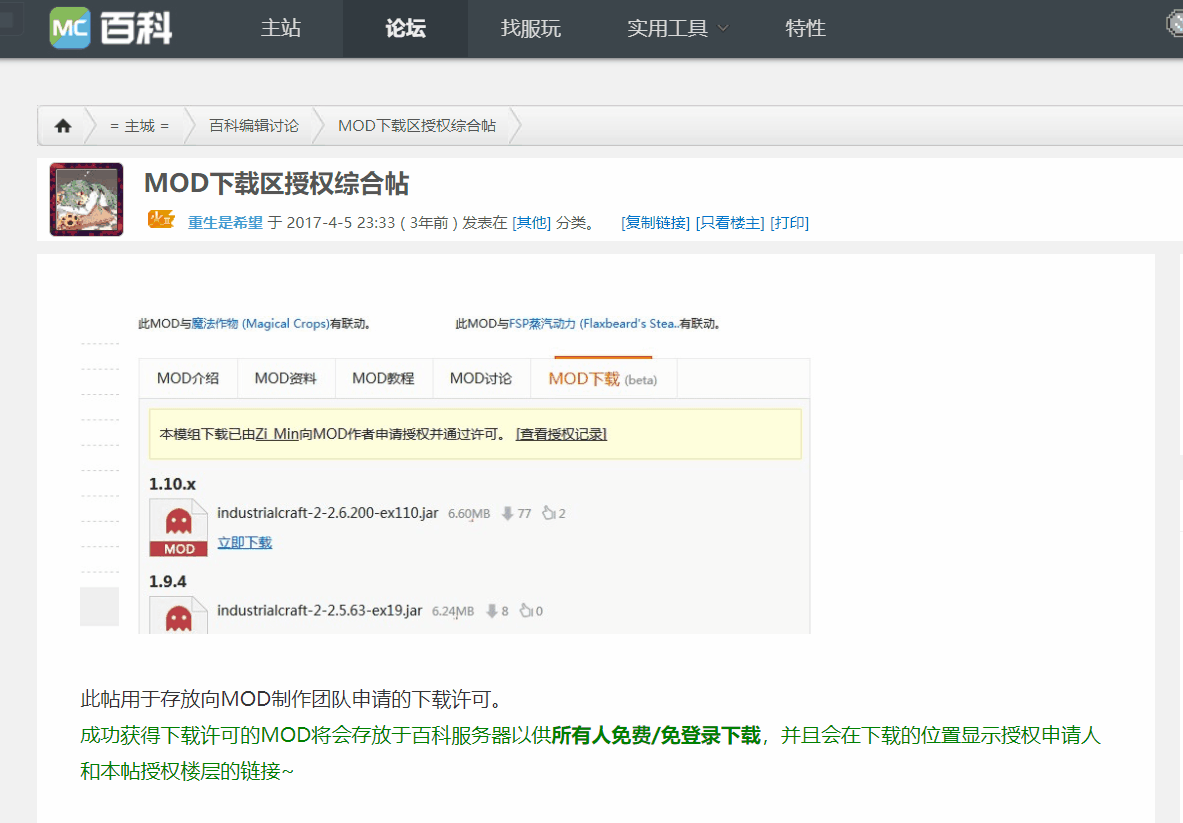 MC 百科 主站 论坛 找服玩 实用工具 特性
= 主城 = 百科编辑讨论 MOD下载区授权综合帖
MOD下载区授权综合帖
火 重生是希望 于 2017-4-5 23:33 ( 3年前 ) 发表在 [其他] 分类。 [复制链接] [只看楼主] [打印]
此MOD与魔法作物 (Magical Crops)有联动。 此MOD与FSP蒸汽动力 (Flaxbeard's Stea..有联动。
MOD介绍 MOD资料 MOD教程 MOD讨论 MOD下载 (beta)
本模组下载已由Zi_Min向MOD作者申请授权并通过许可。 [查看授权记录]
1.10.x
industrialcraft-2-2.6.200-ex110.jar 6.60MB 77 2
MOD 立即下载
1.9.4
industrialcraft-2-2.5.63-ex19.jar 6.24MB 8 0
此帖用于存放向MOD制作团队申请的下载许可。
成功获得下载许可的MOD将会存放于百科服务器以供所有人免费/免登录下载，并且会在下载的位置显示授权申请人
和本帖授权楼层的链接~